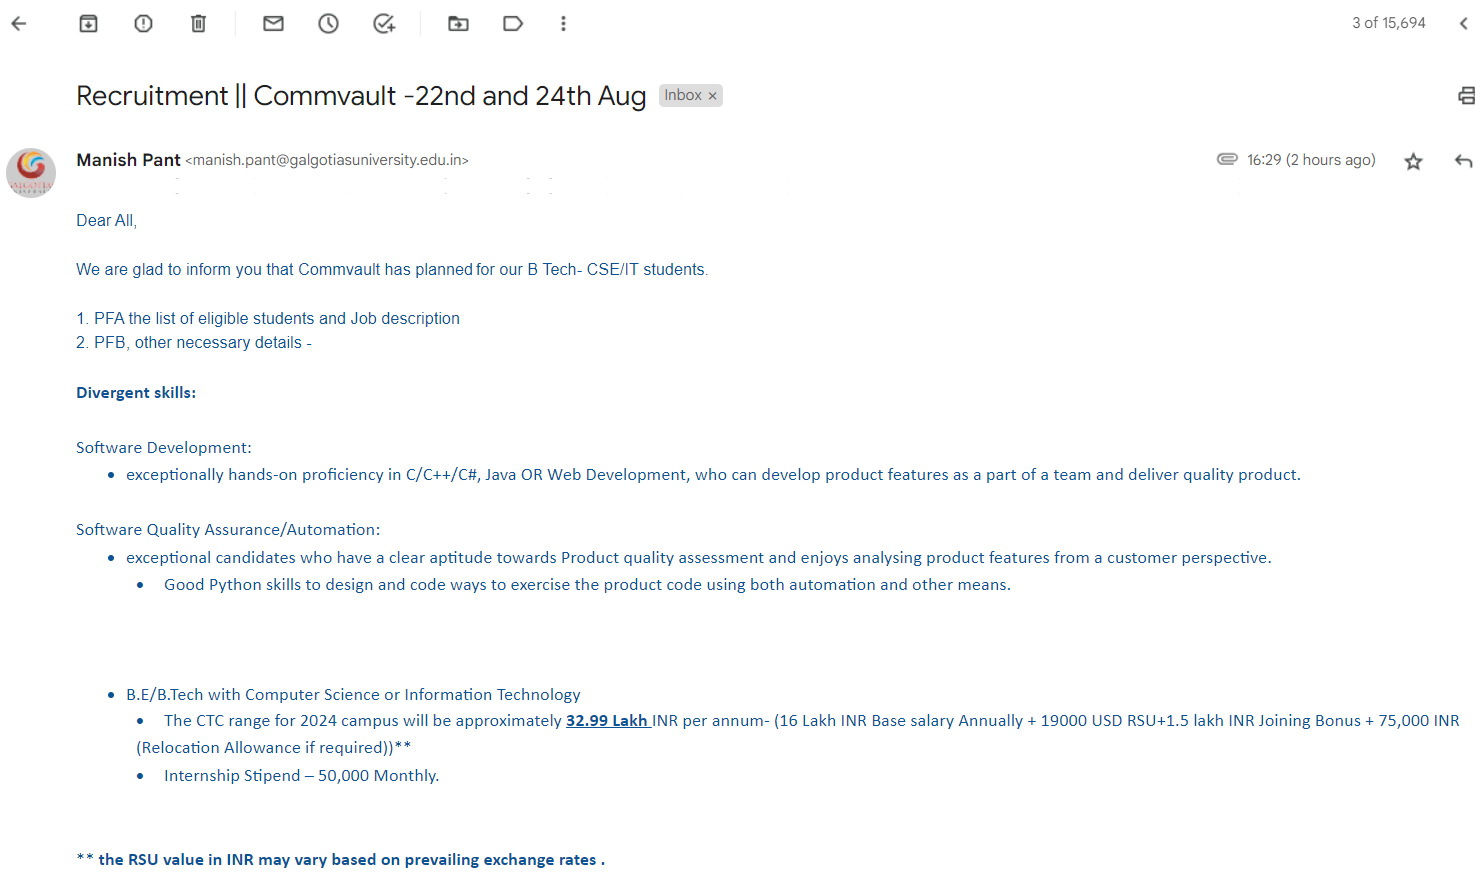 3 of 15,694
Recruitment || Commvault -22nd and 24th Aug Inbox ×
Manish Pant <manish.pant@galgotiasuniversity.edu.in> 16:29 (2 hours ago)
Dear All,
We are glad to inform you that Commvault has planned for our B Tech- CSE/IT students.
1. PFA the list of eligible students and Job description
2. PFB, other necessary details -
Divergent skills:
Software Development:
• exceptionally hands-on proficiency in C/C++/C#, Java OR Web Development, who can develop product features as a part of a team and deliver quality product.
Software Quality Assurance/Automation:
• exceptional candidates who have a clear aptitude towards Product quality assessment and enjoys analysing product features from a customer perspective.
• Good Python skills to design and code ways to exercise the product code using both automation and other means.
• B.E/B.Tech with Computer Science or Information Technology
• The CTC range for 2024 campus will be approximately 32.99 Lakh INR per annum- (16 Lakh INR Base salary Annually + 19000 USD RSU+1.5 lakh INR Joining Bonus + 75,000 INR
(Relocation Allowance if required))**
• Internship Stipend – 50,000 Monthly.
** the RSU value in INR may vary based on prevailing exchange rates .